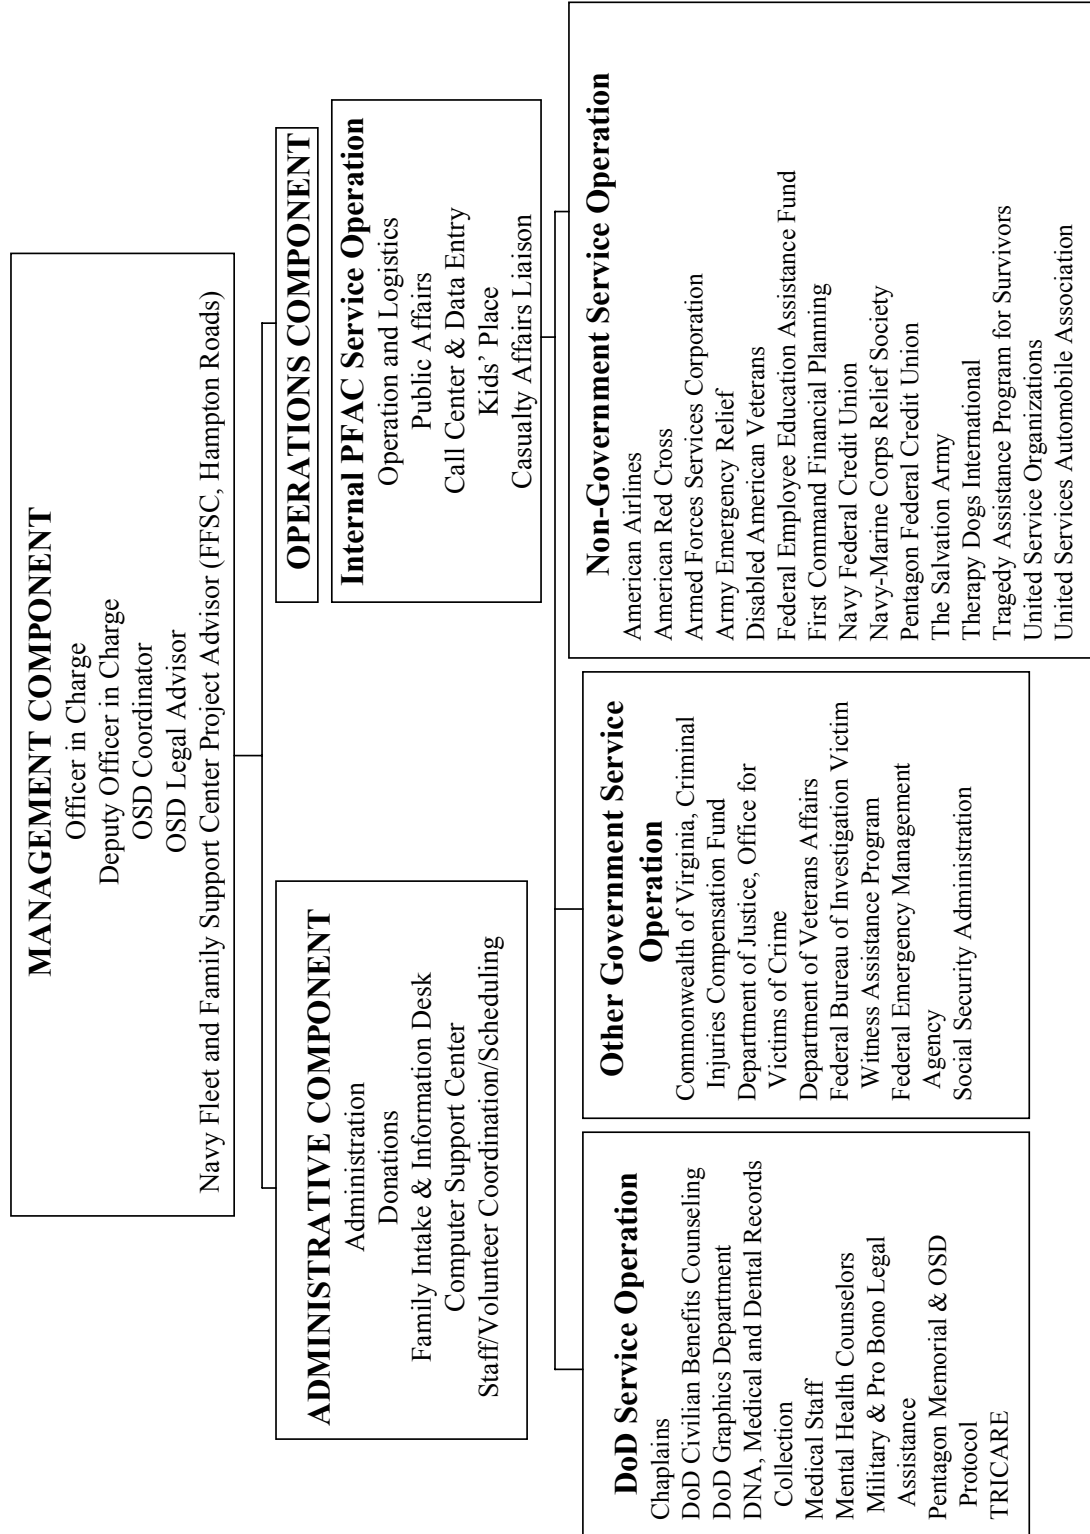 MANAGEMENT COMPONENT
Officer in Charge
Deputy Officer in Charge
OSD Coordinator
OSD Legal Advisor
Navy Fleet and Family Support Center Project Advisor (FFSC, Hampton Roads)
ADMINISTRATIVE COMPONENT
Administration
Donations
Family Intake & Information Desk
Computer Support Center
Staff/Volunteer Coordination/Scheduling
OPERATIONS COMPONENT
Internal PFAC Service Operation
Operation and Logistics
Public Affairs
Call Center & Data Entry
Kids’ Place
Casualty Affairs Liaison
DoD Service Operation
Chaplains
DoD Civilian Benefits Counseling
DoD Graphics Department
DNA, Medical and Dental Records
Collection
Medical Staff
Mental Health Counselors
Military & Pro Bono Legal
Assistance
Pentagon Memorial & OSD
Protocol
TRICARE
Other Government Service
Operation
Commonwealth of Virginia, Criminal
Injuries Compensation Fund
Department of Justice, Office for
Victims of Crime
Department of Veterans Affairs
Federal Bureau of Investigation Victim
Witness Assistance Program
Federal Emergency Management
Agency
Social Security Administration
Non-Government Service Operation
American Airlines
American Red Cross
Armed Forces Services Corporation
Army Emergency Relief
Disabled American Veterans
Federal Employee Education Assistance Fund
First Command Financial Planning
Navy Federal Credit Union
Navy-Marine Corps Relief Society
Pentagon Federal Credit Union
The Salvation Army
Therapy Dogs International
Tragedy Assistance Program for Survivors
United Service Organizations
United Services Automobile Association